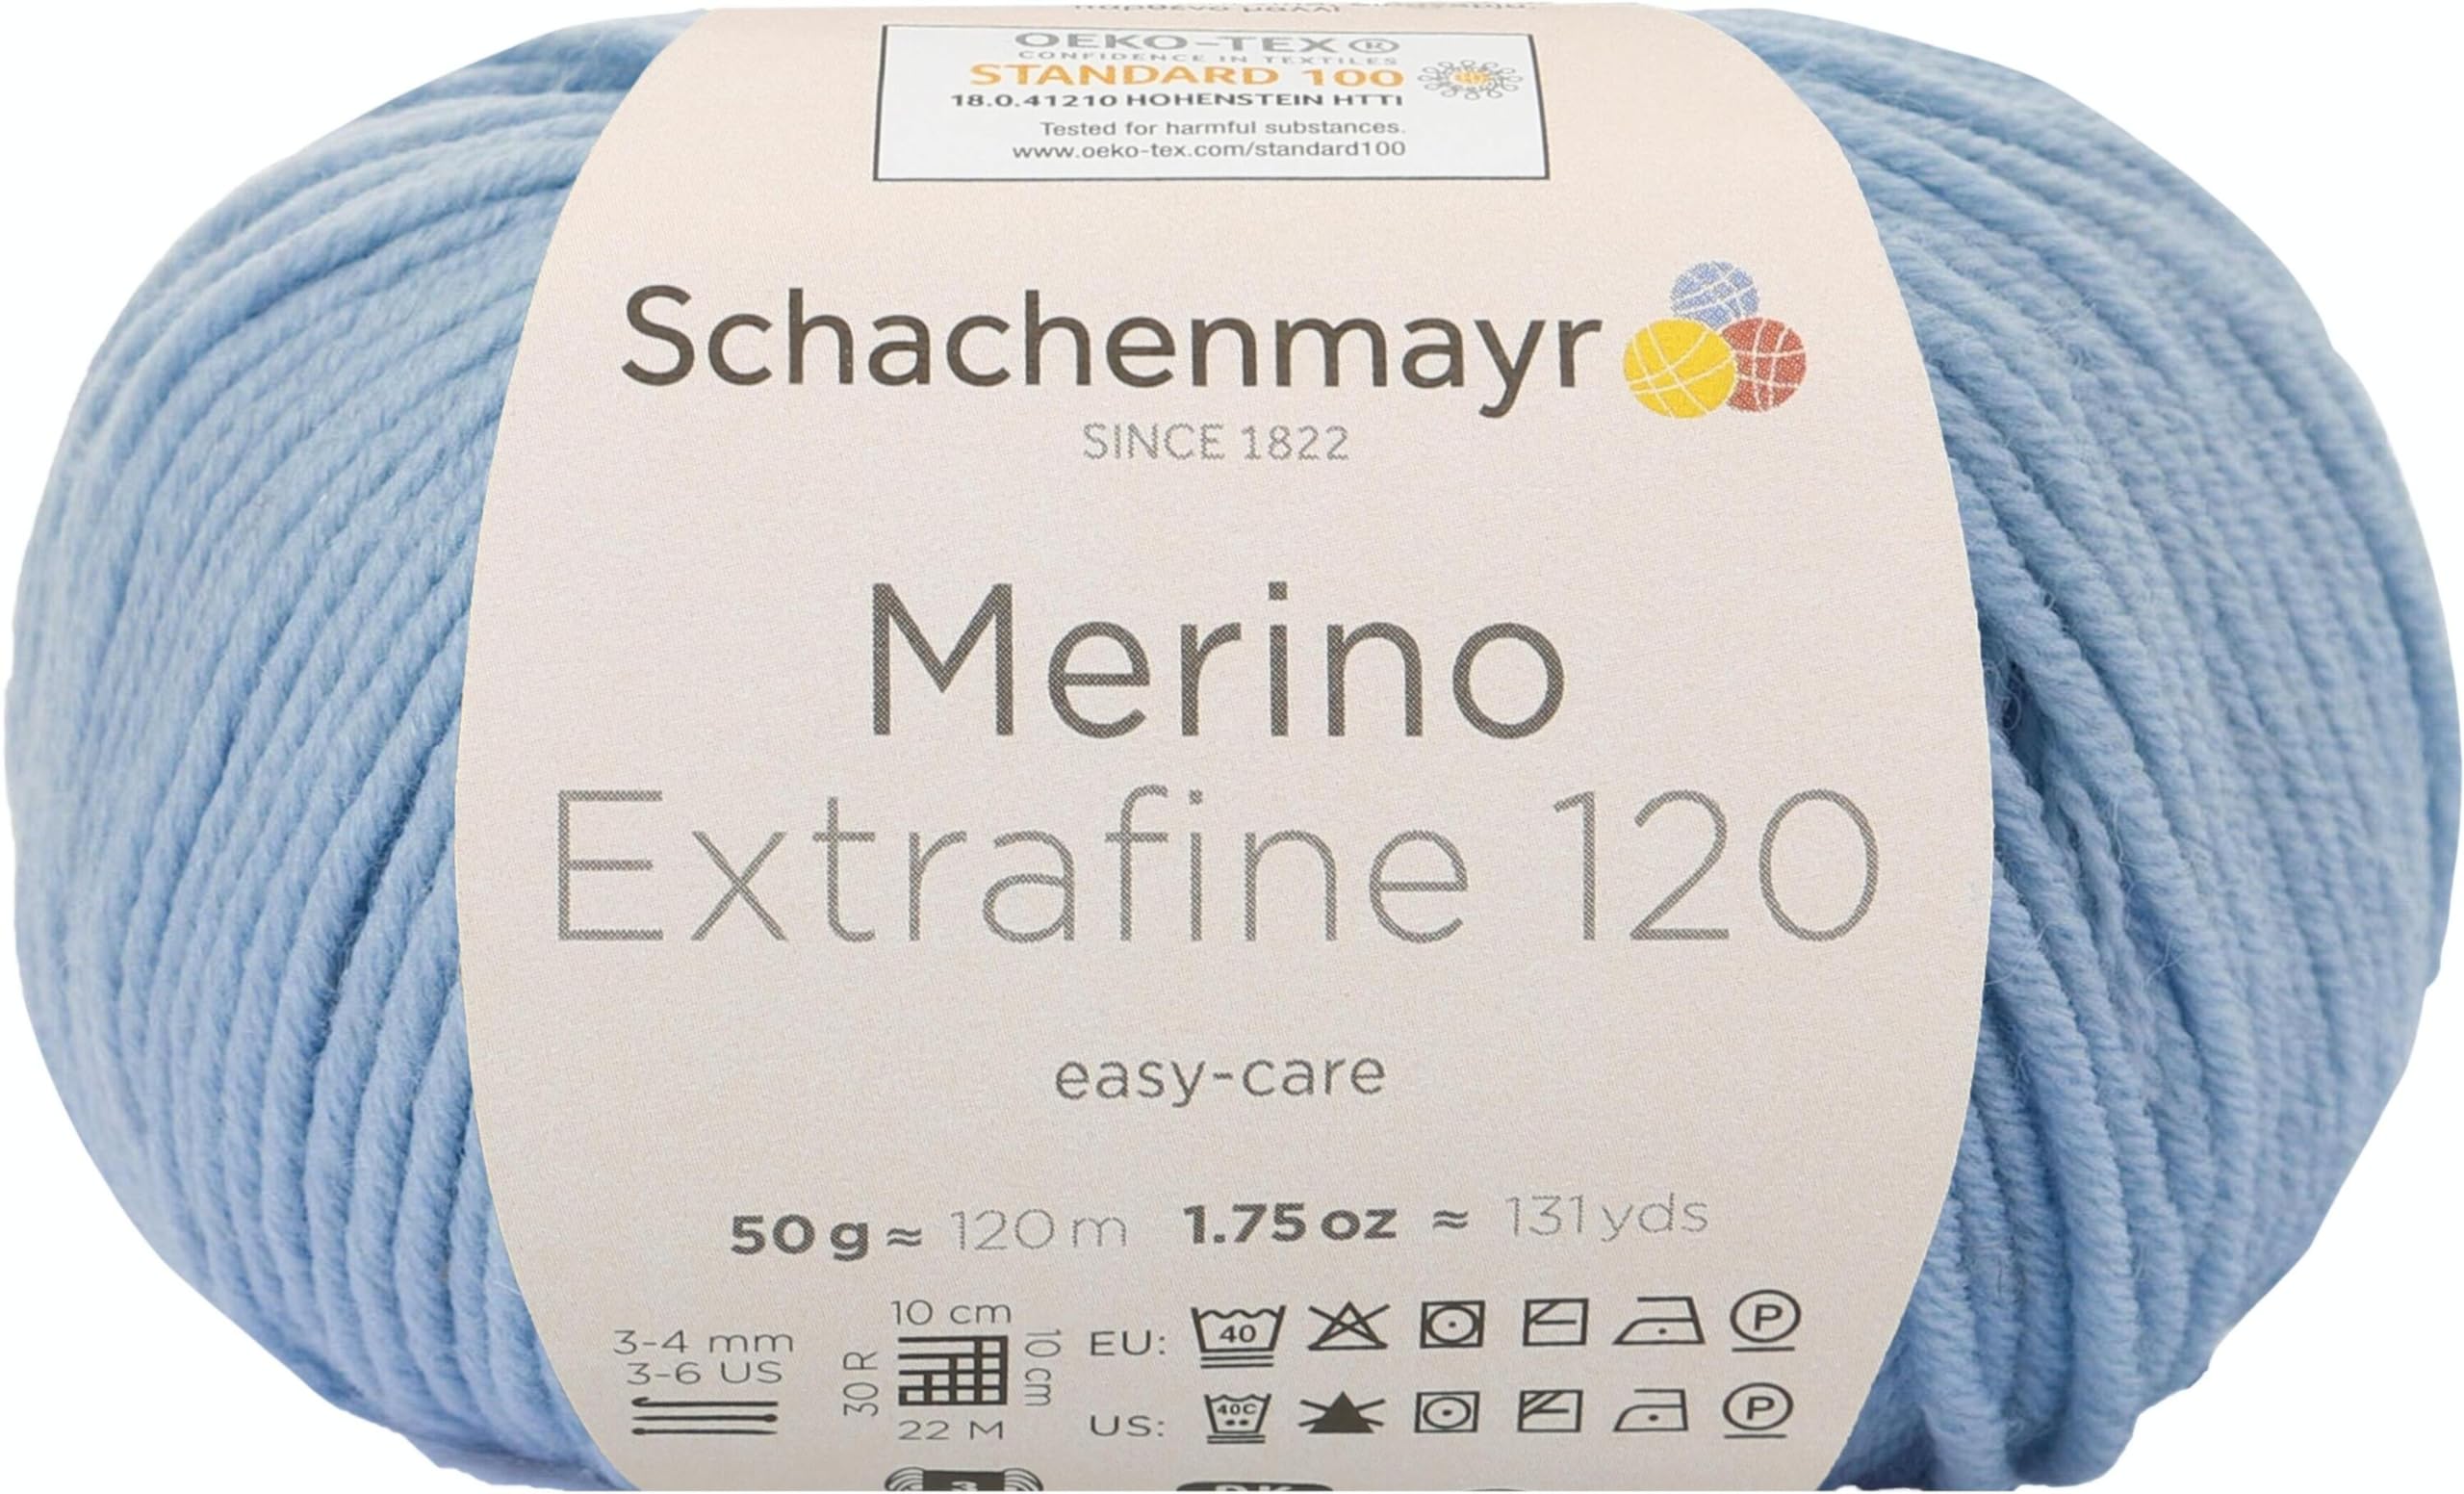 OEKO-TEX®
CONFIDENCE IN TEXTILES
STANDARD 100
18.0.41210 HOHENSTEIN HTTI
Tested for harmful substances.
www.oeko-tex.com/standard100
Schachenmayr
SINCE 1822
Merino
Extrafine 120
easy-care
50 g ≈ 120 m 1.75 oz ≈ 131 yds
3-4 mm
3-6 US
10 cm
30 R
10 cm
22 M
EU:
40
P
US:
40C
P
3
DK